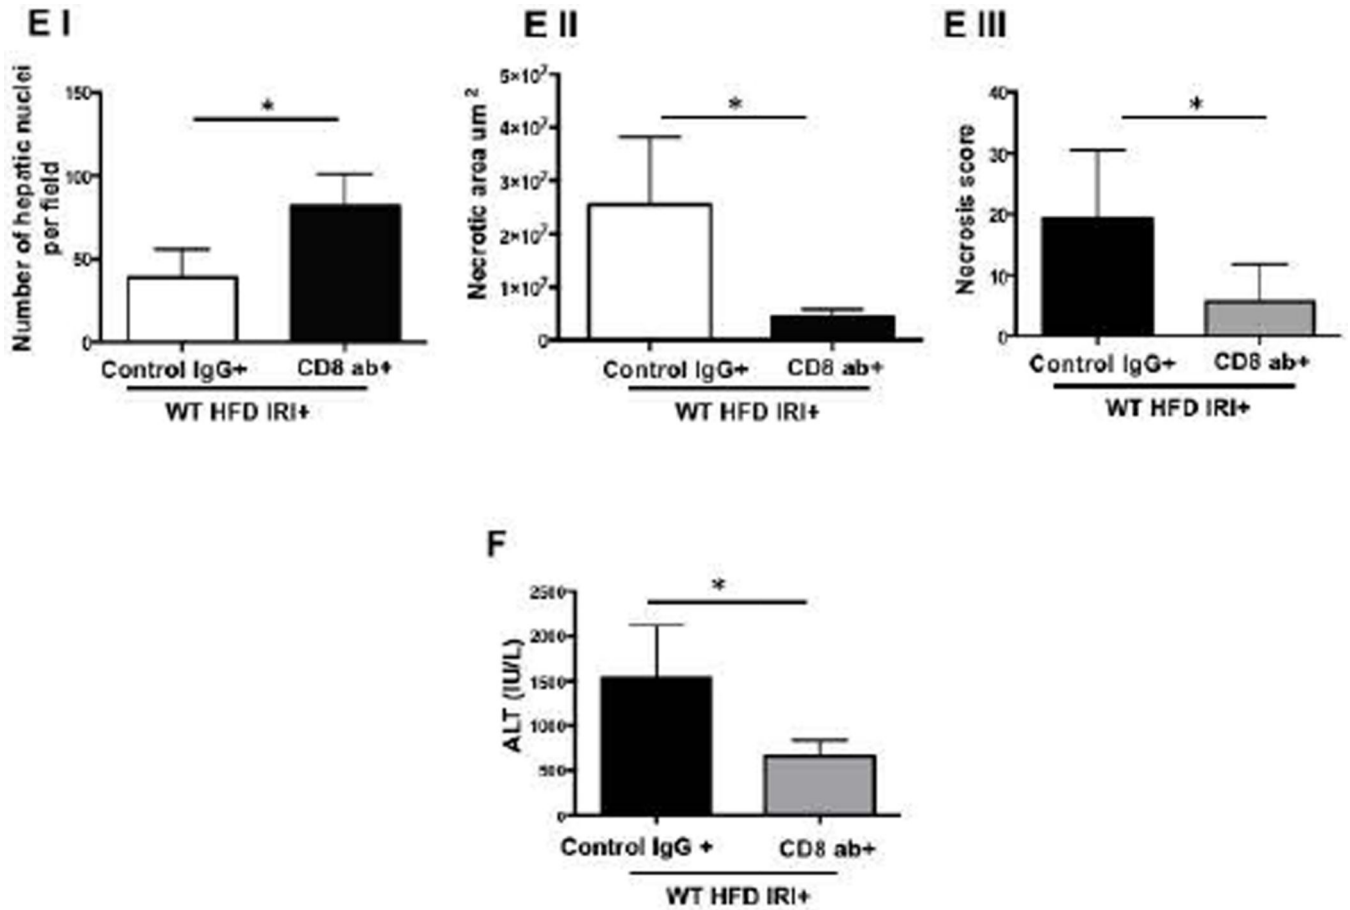 E I
Number of hepatic nuclei
per field
150
100
50
0
*
Control IgG+ CD8 ab+
WT HFD IRI+
E II
Necrotic area um²
5×10⁷
4×10⁷
3×10⁷
2×10⁷
1×10⁷
0
*
Control IgG+ CD8 ab+
WT HFD IRI+
E III
Necrosis score
40
30
20
10
0
*
Control IgG+ CD8 ab+
WT HFD IRI+
F
ALT (IU/L)
2500
2000
1500
1000
500
0
*
Control IgG + CD8 ab+
WT HFD IRI+